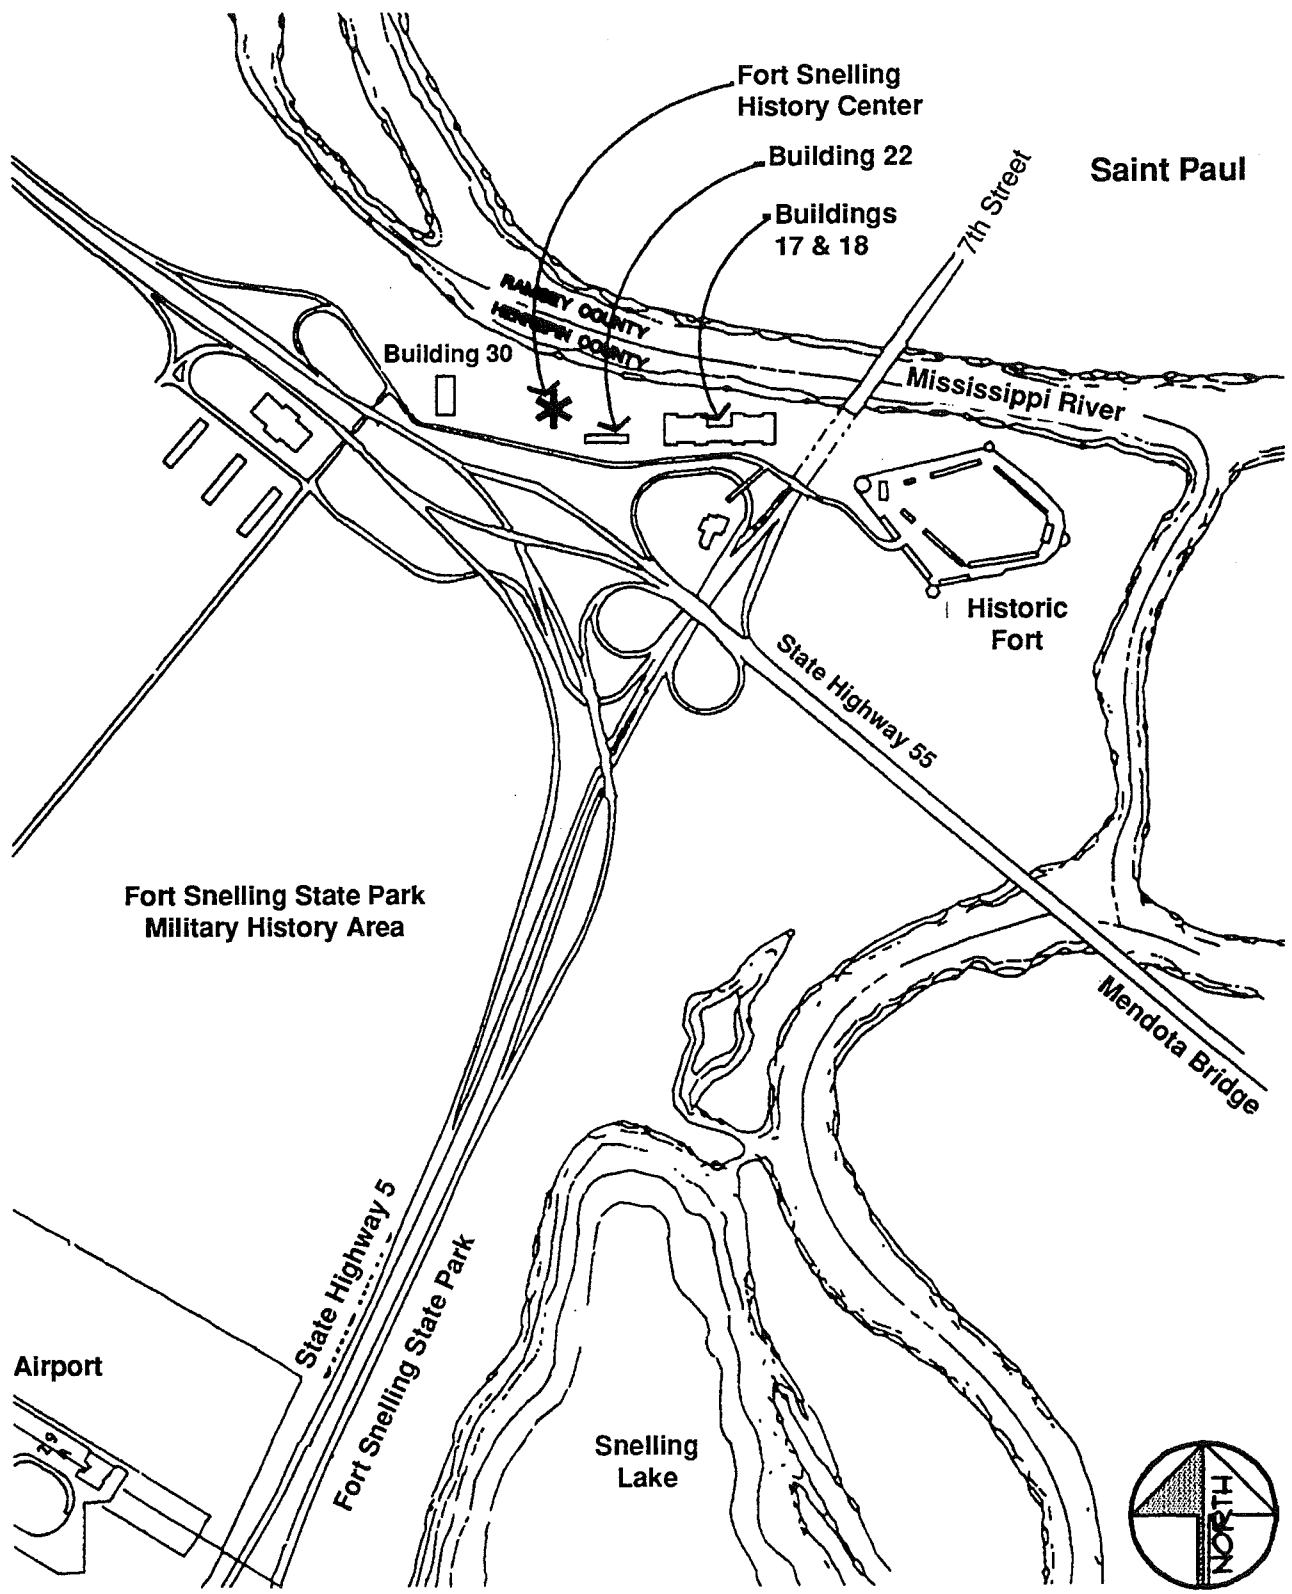 Fort Snelling
History Center
Building 22
Saint Paul
7th Street
Buildings
17 & 18
RAMSEY COUNTY
HENNEPIN COUNTY
Building 30
Mississippi River
Historic
Fort
State Highway 55
Fort Snelling State Park
Military History Area
Mendota Bridge
State Highway 5
Fort Snelling State Park
Airport
Snelling
Lake
NORTH